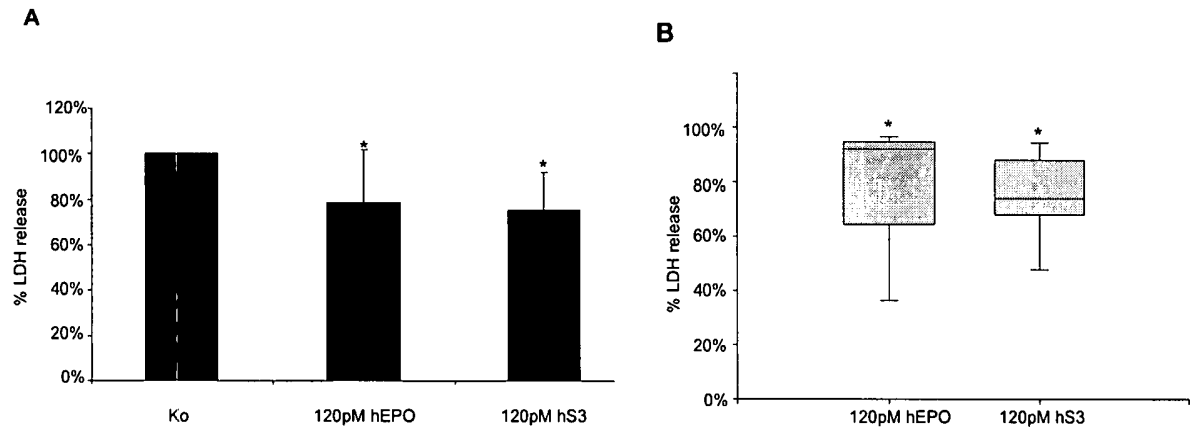 A
% LDH release
120%
100%
80%
60%
40%
20%
0%
*
*
Ko
120pM hEPO
120pM hS3
B
% LDH release
100%
80%
60%
40%
20%
0%
*
*
120pM hEPO
120pM hS3